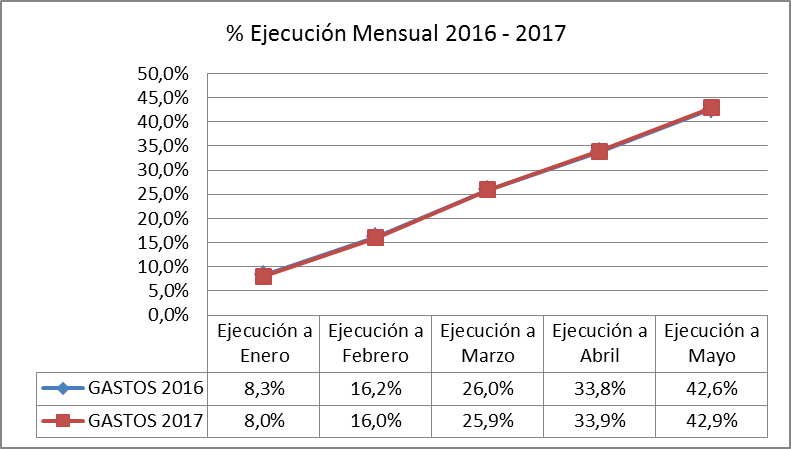 % Ejecución Mensual 2016 - 2017
50,0%
45,0%
40,0%
35,0%
30,0%
25,0%
20,0%
15,0%
10,0%
5,0%
0,0%
Ejecución a Enero
Ejecución a Febrero
Ejecución a Marzo
Ejecución a Abril
Ejecución a Mayo
GASTOS 2016 8,3% 16,2% 26,0% 33,8% 42,6%
GASTOS 2017 8,0% 16,0% 25,9% 33,9% 42,9%